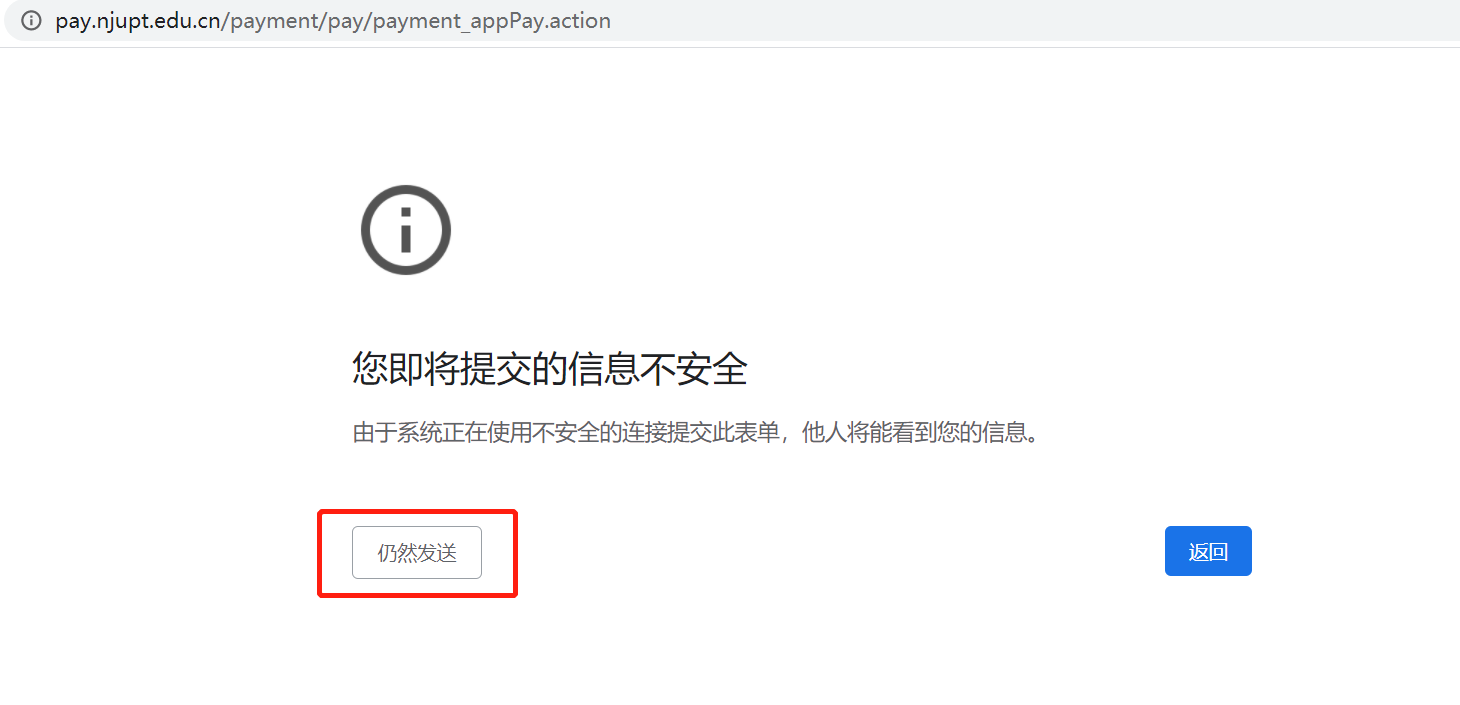 pay.njupt.edu.cn/payment/pay/payment_appPay.action
您即将提交的信息不安全
由于系统正在使用不安全的连接提交此表单，他人将能看到您的信息。
仍然发送
返回